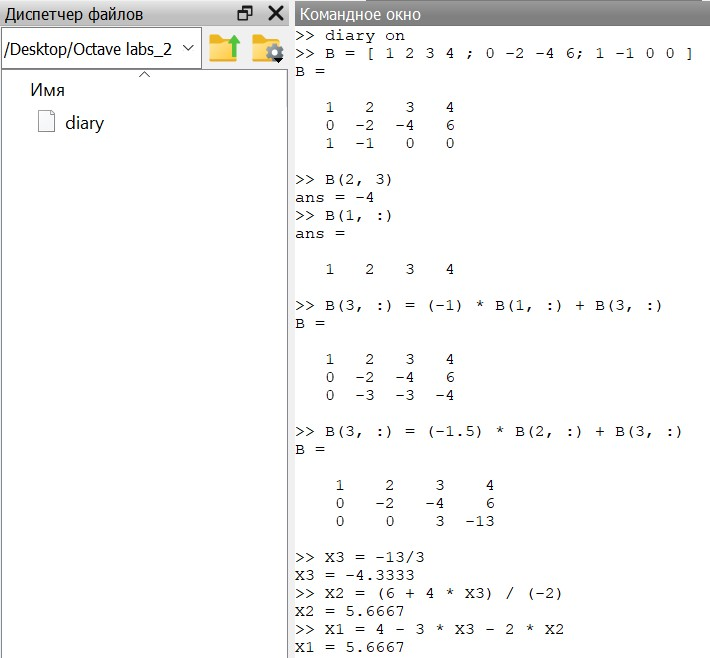 Диспетчер файлов
/Desktop/Octave labs_2
Имя
diary
Командное окно
>> diary on
>> B = [ 1 2 3 4 ; 0 -2 -4 6; 1 -1 0 0 ]
B =
1 2 3 4
0 -2 -4 6
1 -1 0 0
>> B(2, 3)
ans = -4
>> B(1, :)
ans =
1 2 3 4
>> B(3, :) = (-1) * B(1, :) + B(3, :)
B =
1 2 3 4
0 -2 -4 6
0 -3 -3 -4
>> B(3, :) = (-1.5) * B(2, :) + B(3, :)
B =
1 2 3 4
0 -2 -4 6
0 0 3 -13
>> X3 = -13/3
X3 = -4.3333
>> X2 = (6 + 4 * X3) / (-2)
X2 = 5.6667
>> X1 = 4 - 3 * X3 - 2 * X2
X1 = 5.6667